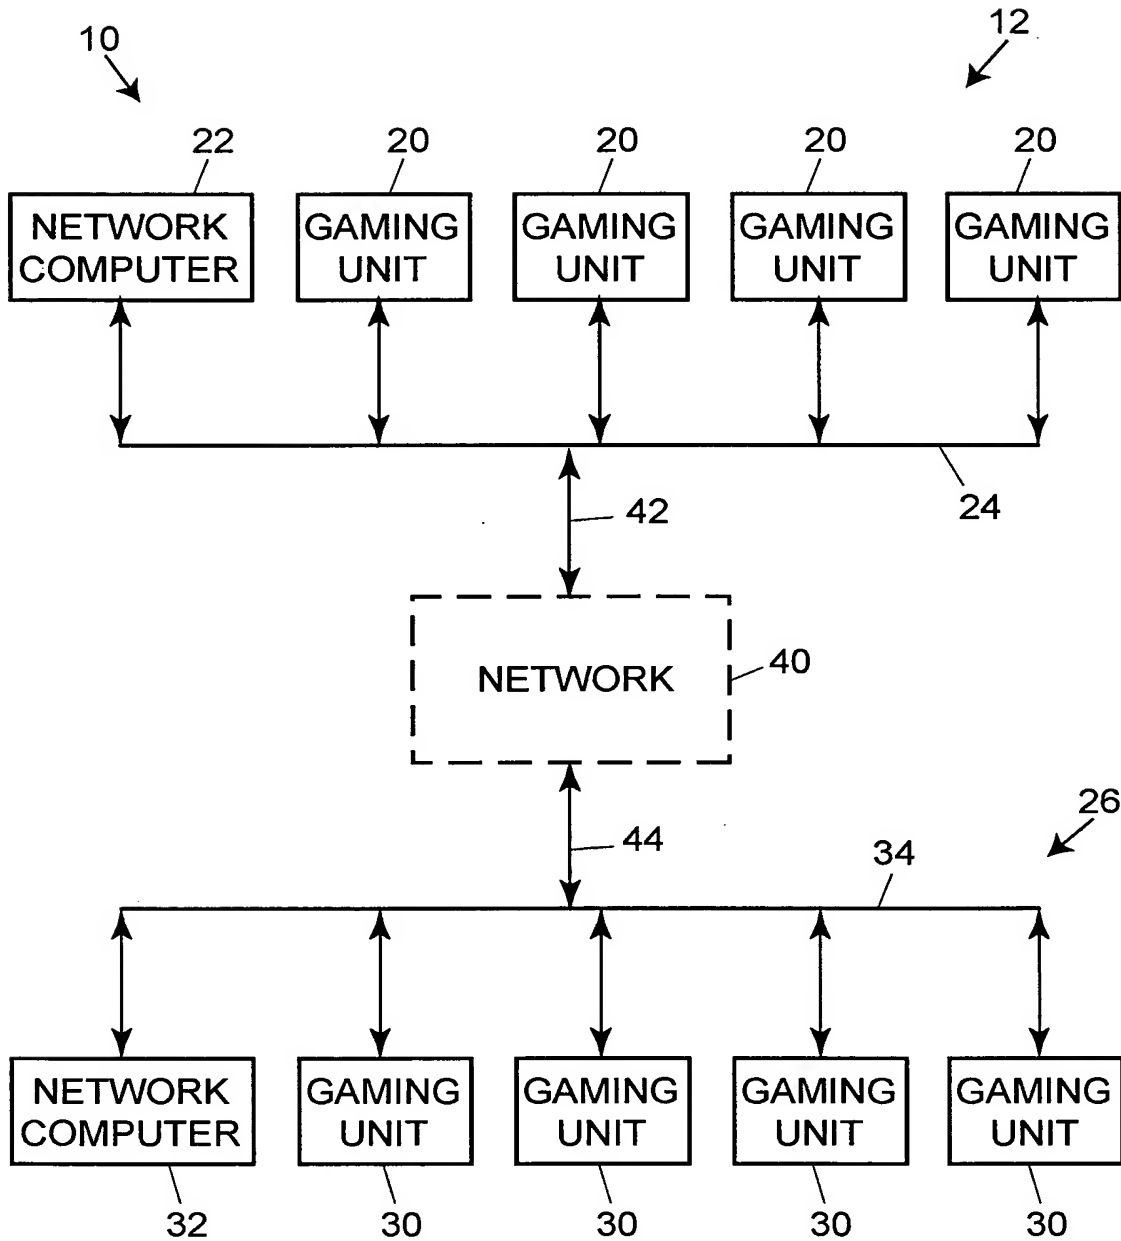 10
12
22
20
20
20
20
NETWORK
COMPUTER
GAMING
UNIT
GAMING
UNIT
GAMING
UNIT
GAMING
UNIT
24
42
NETWORK
40
26
44
34
NETWORK
COMPUTER
GAMING
UNIT
GAMING
UNIT
GAMING
UNIT
GAMING
UNIT
32
30
30
30
30